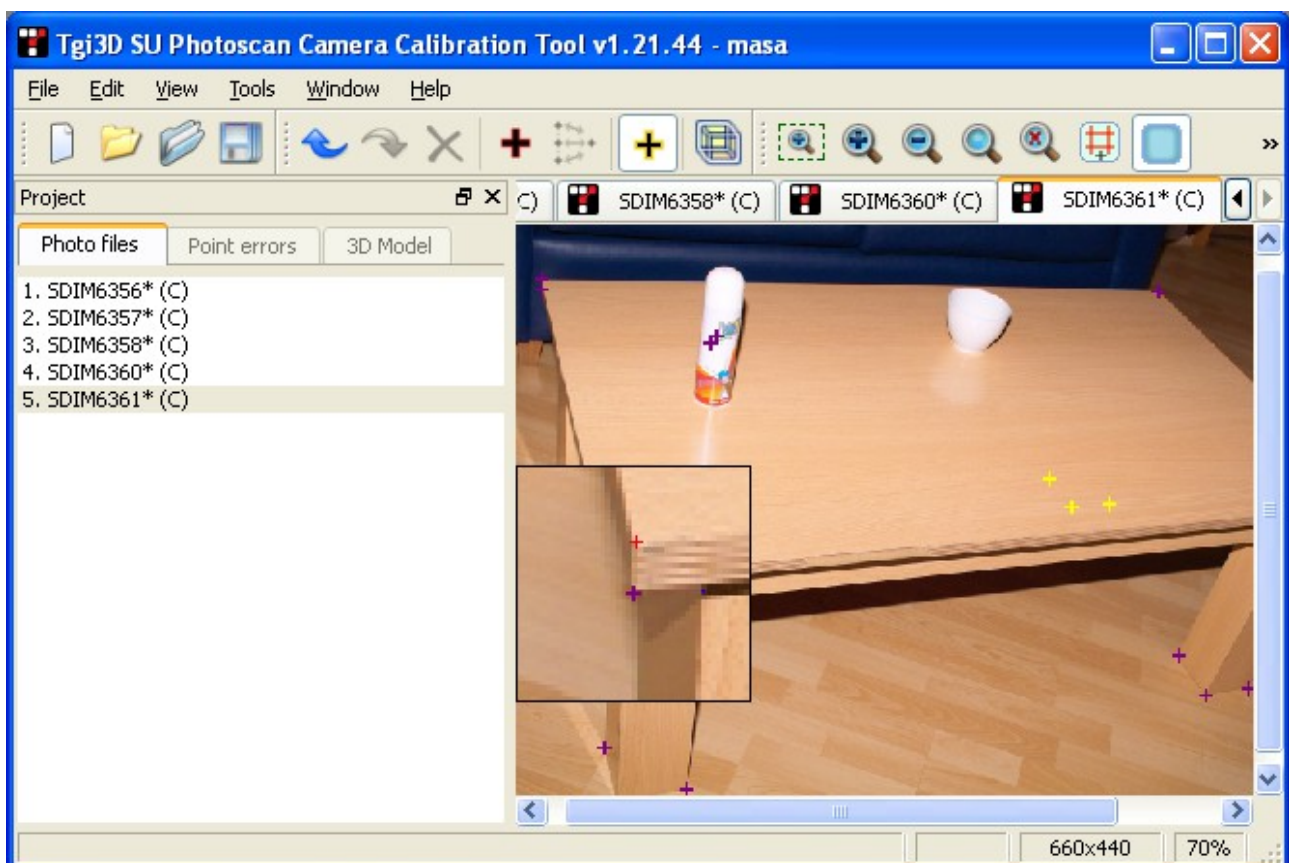 Tgi3D SU Photoscan Camera Calibration Tool v1.21.44 - masa
File Edit View Tools Window Help
»
Project
C) SDIM6358* (C) SDIM6360* (C) SDIM6361* (C)
Photo files Point errors 3D Model
1. SDIM6356* (C)
2. SDIM6357* (C)
3. SDIM6358* (C)
4. SDIM6360* (C)
5. SDIM6361* (C)
660x440 70%